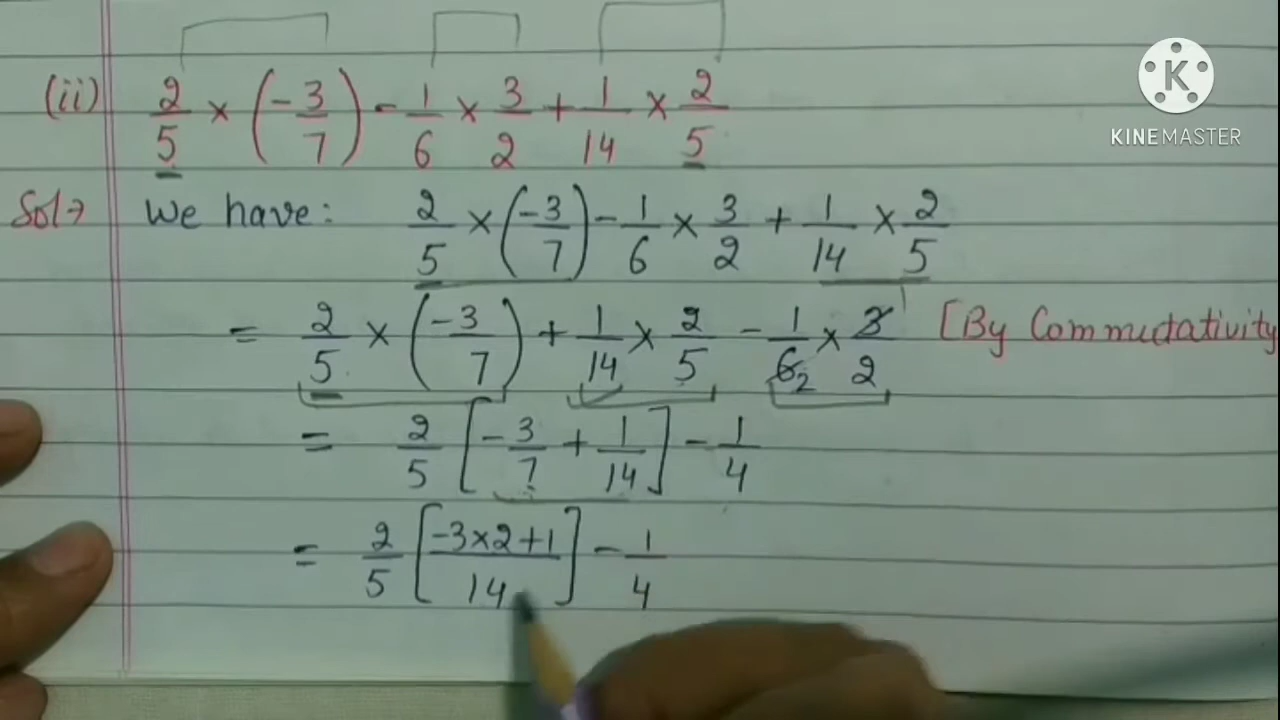 (ii) 2/5 × (-3/7) - 1/6 × 3/2 + 1/14 × 2/5
Sol→ We have: 2/5 × (-3/7) - 1/6 × 3/2 + 1/14 × 2/5
= 2/5 × (-3/7) + 1/14 × 2/5 - 1/6 2 × 3/2 1 [By Commutativity
= 2/5 [-3/7 + 1/14] - 1/4
= 2/5 [-3×2+1/14] - 1/4
K
KINEMASTER